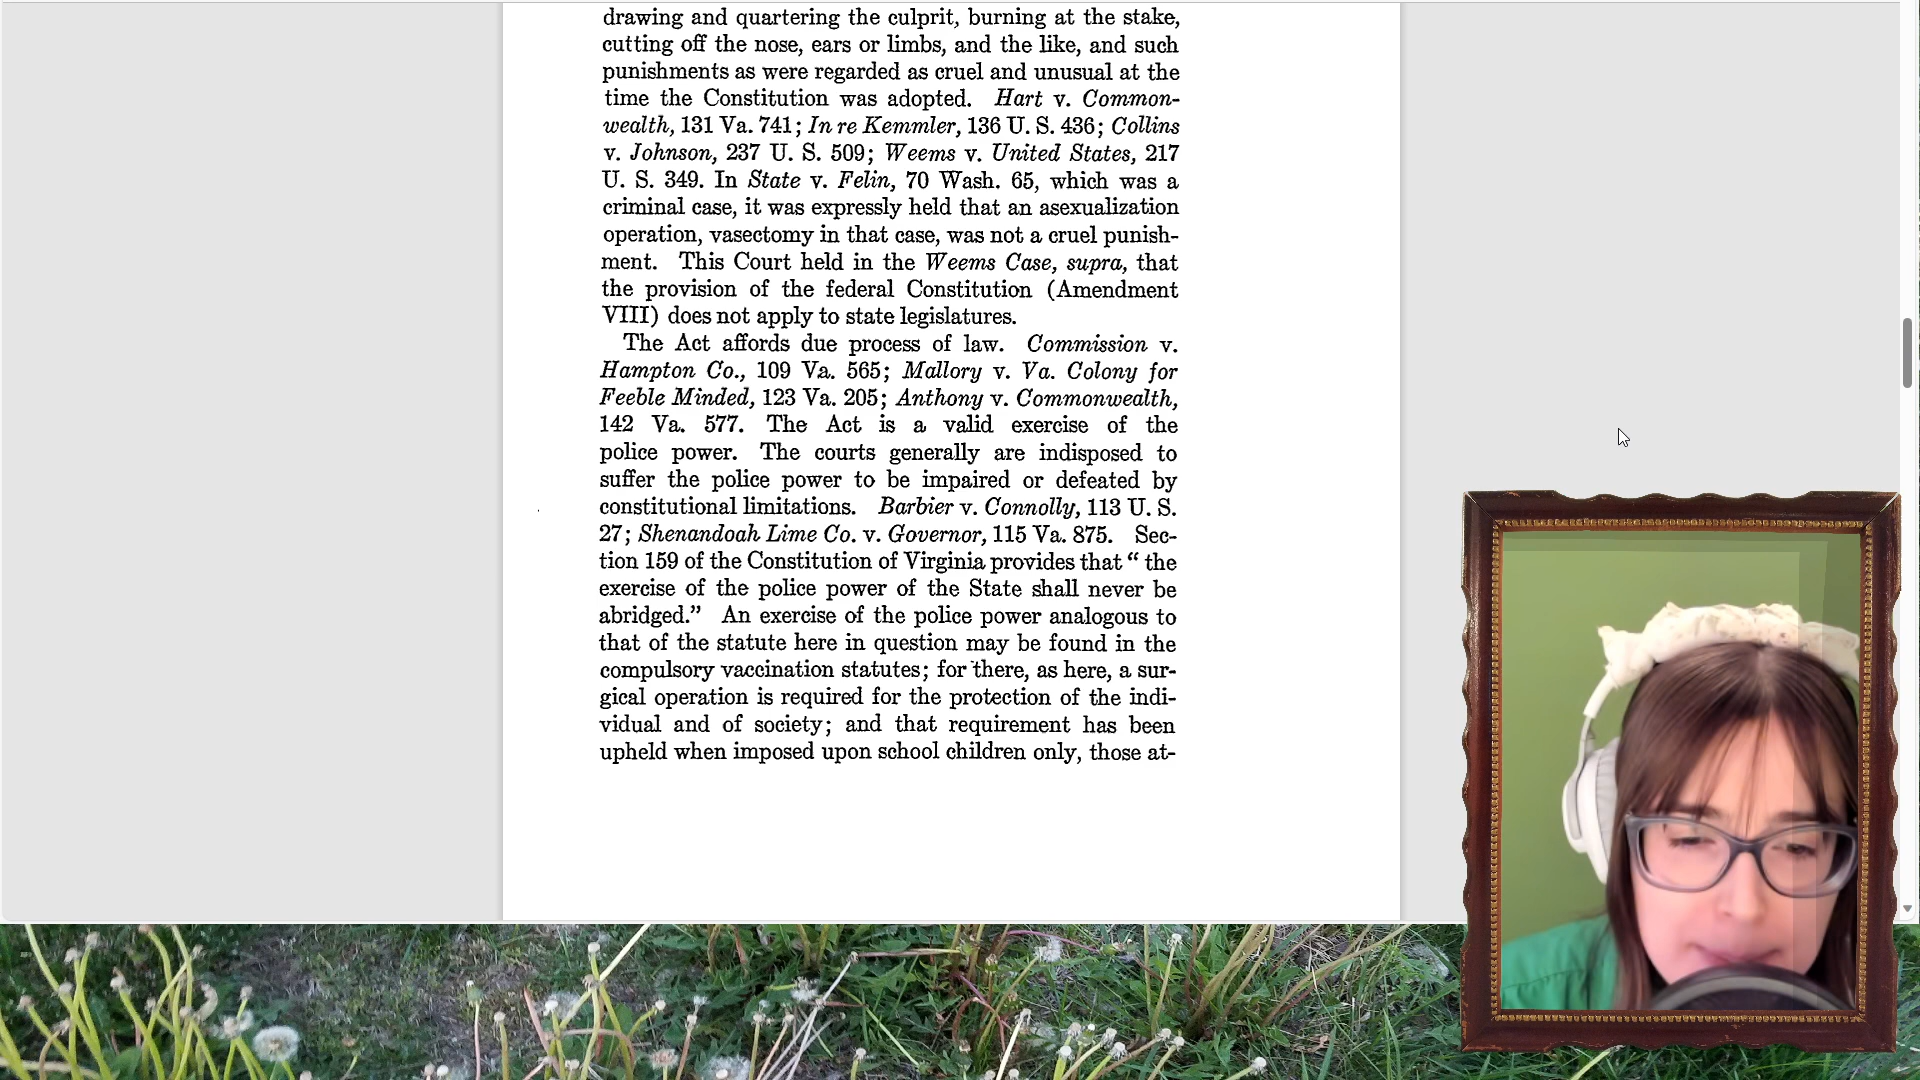 drawing and quartering the culprit, burning at the stake,
cutting off the nose, ears or limbs, and the like, and such
punishments as were regarded as cruel and unusual at the
time the Constitution was adopted. Hart v. Common-
wealth, 131 Va. 741; In re Kemmler, 136 U. S. 436; Collins
v. Johnson, 237 U. S. 509; Weems v. United States, 217
U. S. 349. In State v. Felin, 70 Wash. 65, which was a
criminal case, it was expressly held that an asexualization
operation, vasectomy in that case, was not a cruel punish-
ment. This Court held in the Weems Case, supra, that
the provision of the federal Constitution (Amendment
VIII) does not apply to state legislatures.
The Act affords due process of law. Commission v.
Hampton Co., 109 Va. 565; Mallory v. Va. Colony for
Feeble Minded, 123 Va. 205; Anthony v. Commonwealth,
142 Va. 577. The Act is a valid exercise of the
police power. The courts generally are indisposed to
suffer the police power to be impaired or defeated by
constitutional limitations. Barbier v. Connolly, 113 U. S.
27; Shenandoah Lime Co. v. Governor, 115 Va. 875. Sec-
tion 159 of the Constitution of Virginia provides that “ the
exercise of the police power of the State shall never be
abridged.” An exercise of the police power analogous to
that of the statute here in question may be found in the
compulsory vaccination statutes; for there, as here, a sur-
gical operation is required for the protection of the indi-
vidual and of society; and that requirement has been
upheld when imposed upon school children only, those at-